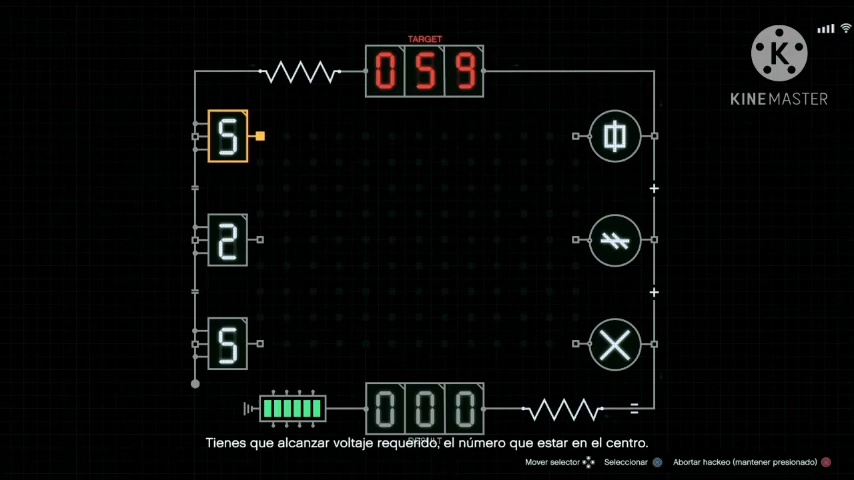 TARGET
059
K
KINEMASTER
5
2
5
000
Tienes que alcanzar voltaje requerido, el número que estar en el centro.
Mover selector Seleccionar Abortar hackeo (mantener presionado)